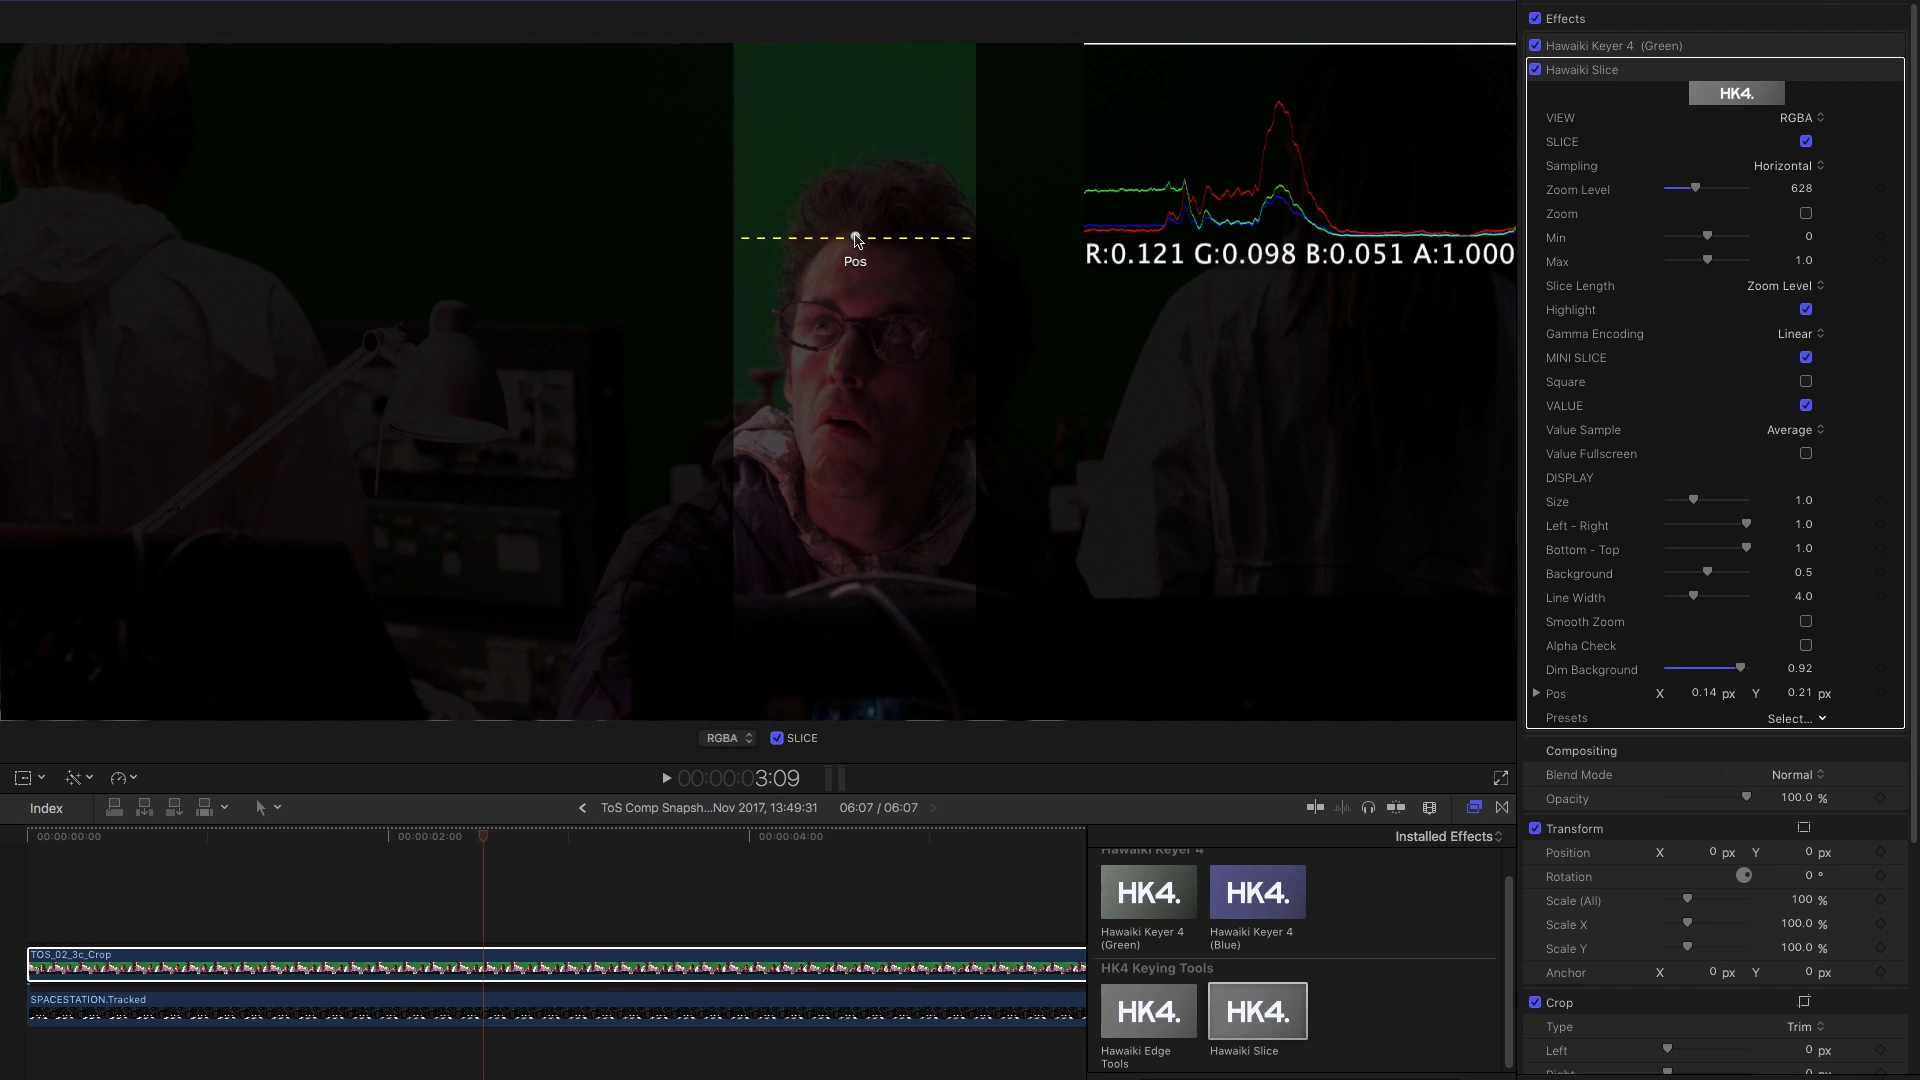 Effects
Hawaiki Keyer 4 (Green)
Hawaiki Slice
HK4.
VIEW RGBA
SLICE
Sampling Horizontal
Zoom Level 628
Zoom
Min 0
Max 1.0
Slice Length Zoom Level
Highlight
Gamma Encoding Linear
MINI SLICE
Square
VALUE
Value Sample Average
Value Fullscreen
DISPLAY
Size 1.0
Left - Right 1.0
Bottom - Top 1.0
Background 0.5
Line Width 4.0
Smooth Zoom
Alpha Check
Dim Background 0.92
Pos X 0.14 px Y 0.21 px
Presets Select...
Compositing
Blend Mode Normal
Opacity 100.0 %
Transform
Position X 0 px Y 0 px
Rotation 0 °
Scale (All) 100 %
Scale X 100.0 %
Scale Y 100.0 %
Anchor X 0 px Y 0 px
Crop
Type Trim
Left 0 px
Right 0 px
R:0.121 G:0.098 B:0.051 A:1.000
Pos
RGBA SLICE
00:00:03:09
Index
ToS Comp Snapsh...Nov 2017, 13:49:31 06:07 / 06:07
00:00:00:00 00:00:02:00 00:00:04:00
TOS_02_3c_Crop
SPACESTATION.Tracked
Installed Effects
Hawaiki Keyer 4
HK4. HK4.
Hawaiki Keyer 4 (Green)
Hawaiki Keyer 4 (Blue)
HK4 Keying Tools
HK4. HK4.
Hawaiki Edge Tools
Hawaiki Slice